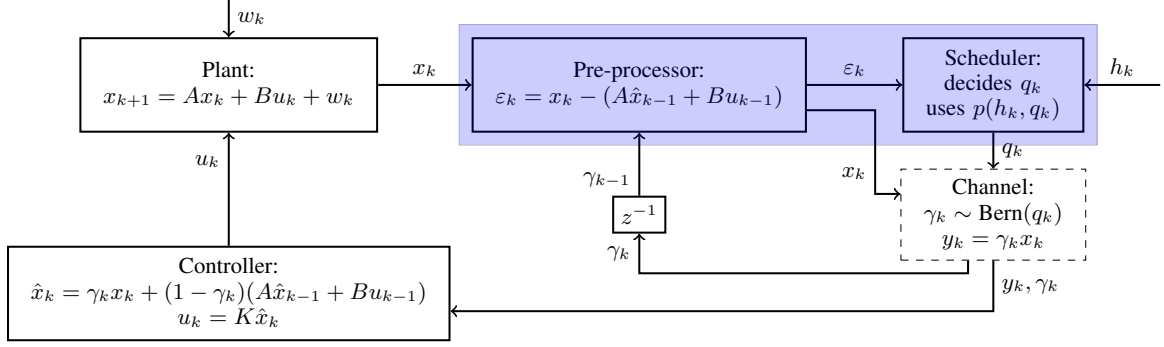 w_k
Plant:
x_{k+1} = Ax_k + Bu_k + w_k
x_k
Pre-processor:
ε_k = x_k − (Ax̂_{k−1} + Bu_{k−1})
ε_k
Scheduler:
decides q_k
uses p(h_k, q_k)
h_k
u_k
γ_{k−1}
z^{−1}
γ_k
x_k
q_k
Channel:
γ_k ∼ Bern(q_k)
y_k = γ_k x_k
y_k, γ_k
Controller:
x̂_k = γ_k x_k + (1 − γ_k)(Ax̂_{k−1} + Bu_{k−1})
u_k = Kx̂_k